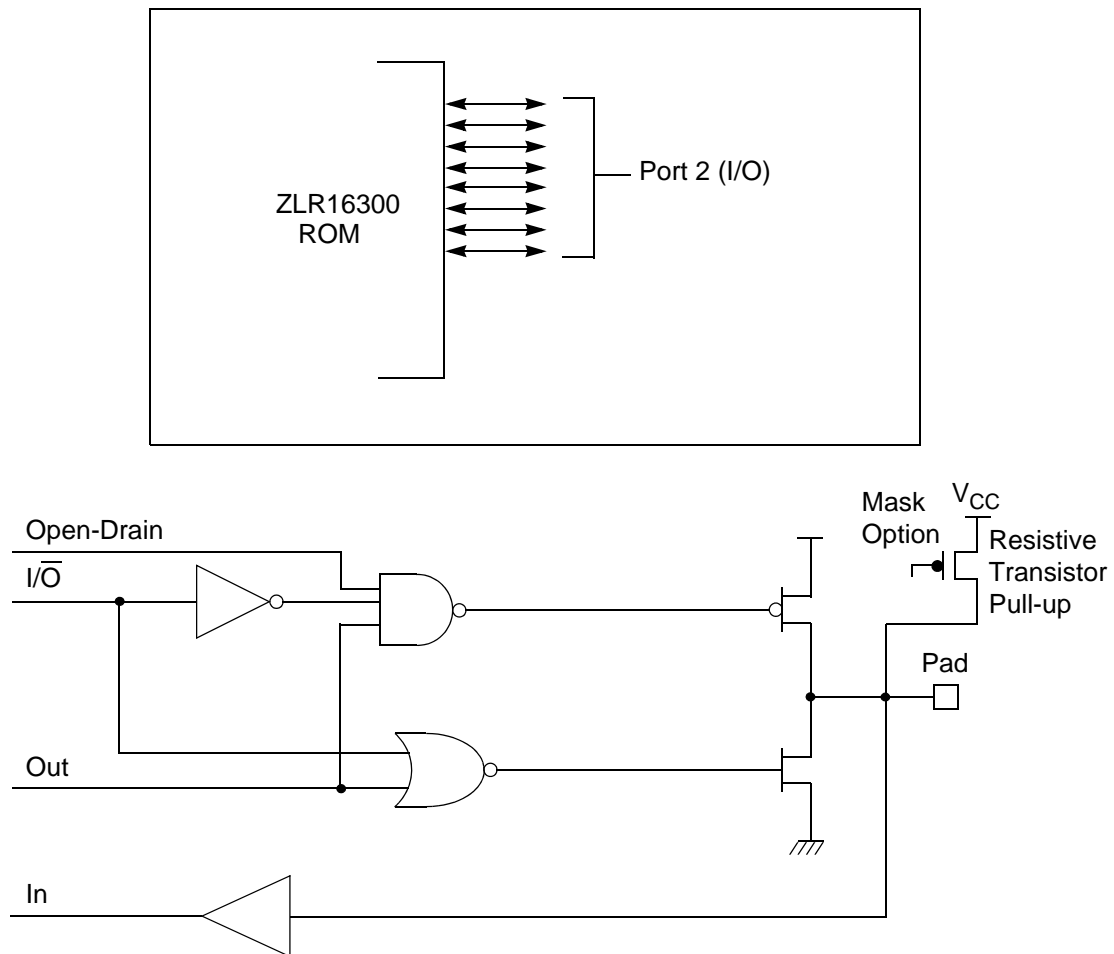 ZLR16300
ROM
Port 2 (I/O)
Open-Drain
I/O̅
Out
In
Mask
Option
VCC
Resistive
Transistor
Pull-up
Pad